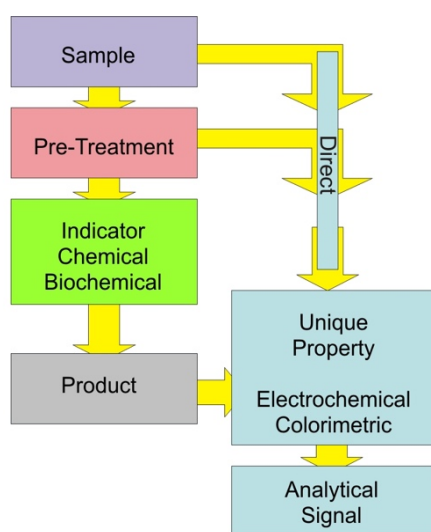 Sample
Pre-Treatment
Direct
Indicator
Chemical
Biochemical
Product
Unique
Property
Electrochemical
Colorimetric
Analytical
Signal